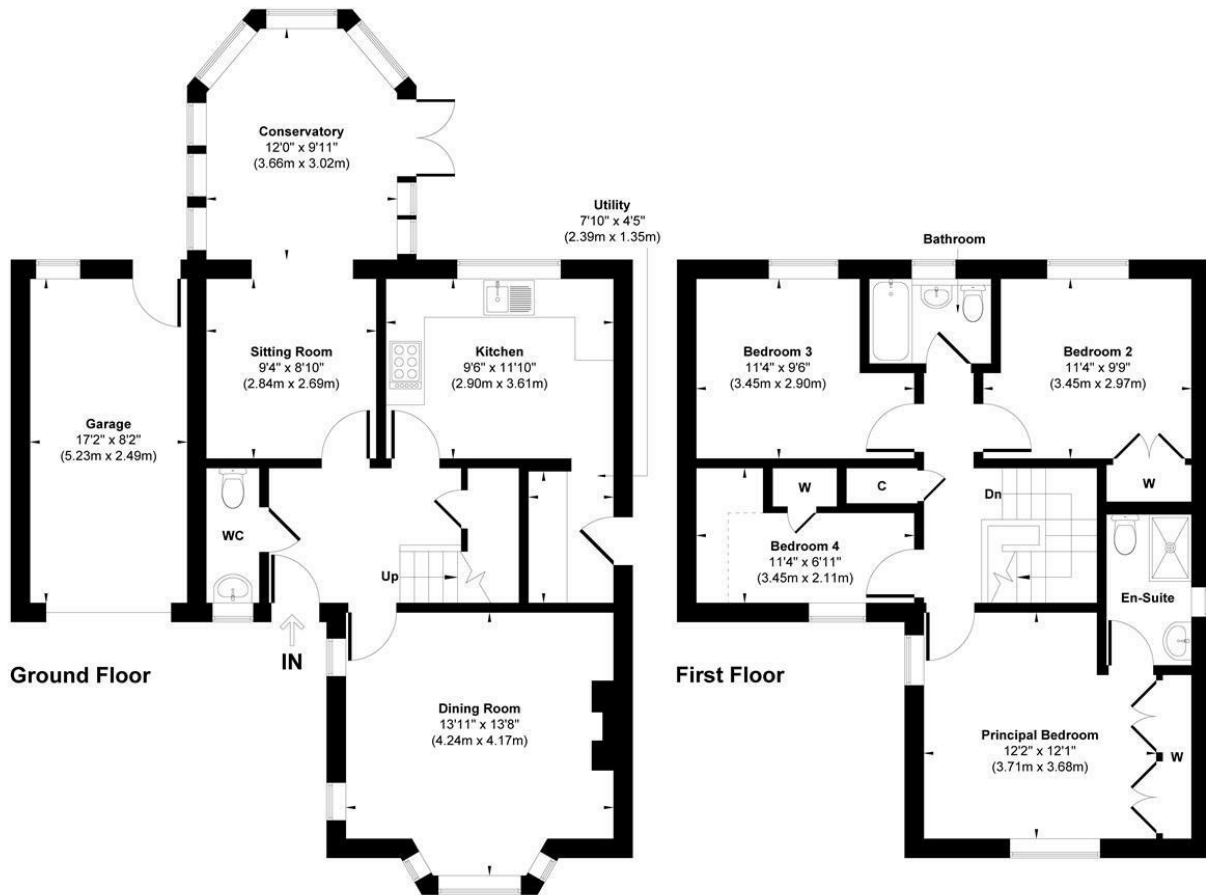 Conservatory
12'0" x 9'11"
(3.66m x 3.02m)
Utility
7'10" x 4'5"
(2.39m x 1.35m)
Sitting Room
9'4" x 8'10"
(2.84m x 2.69m)
Kitchen
9'6" x 11'10"
(2.90m x 3.61m)
Garage
17'2" x 8'2"
(5.23m x 2.49m)
WC
Up
IN
Ground Floor
Dining Room
13'11" x 13'8"
(4.24m x 4.17m)
Bathroom
Bedroom 3
11'4" x 9'6"
(3.45m x 2.90m)
Bedroom 2
11'4" x 9'9"
(3.45m x 2.97m)
W
C
Dn
W
Bedroom 4
11'4" x 6'11"
(3.45m x 2.11m)
En-Suite
First Floor
Principal Bedroom
12'2" x 12'1"
(3.71m x 3.68m)
W